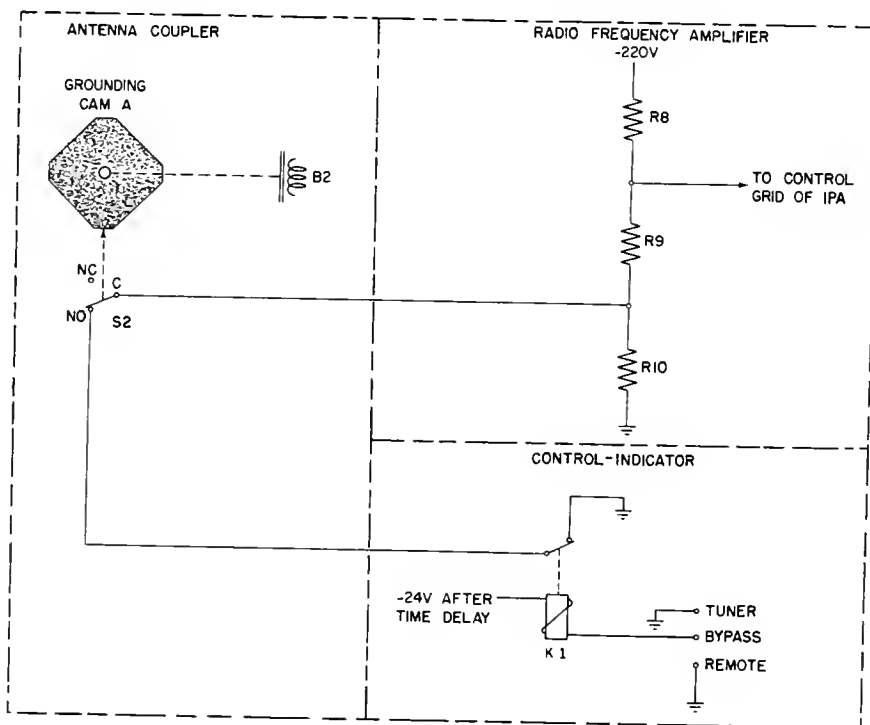 ANTENNA COUPLER
GROUNDING
CAM A
B2
NC
C
NO
S2
RADIO FREQUENCY AMPLIFIER
-220V
R8
TO CONTROL
GRID OF IPA
R9
R10
CONTROL-INDICATOR
-24V AFTER
TIME DELAY
K1
TUNER
BYPASS
REMOTE